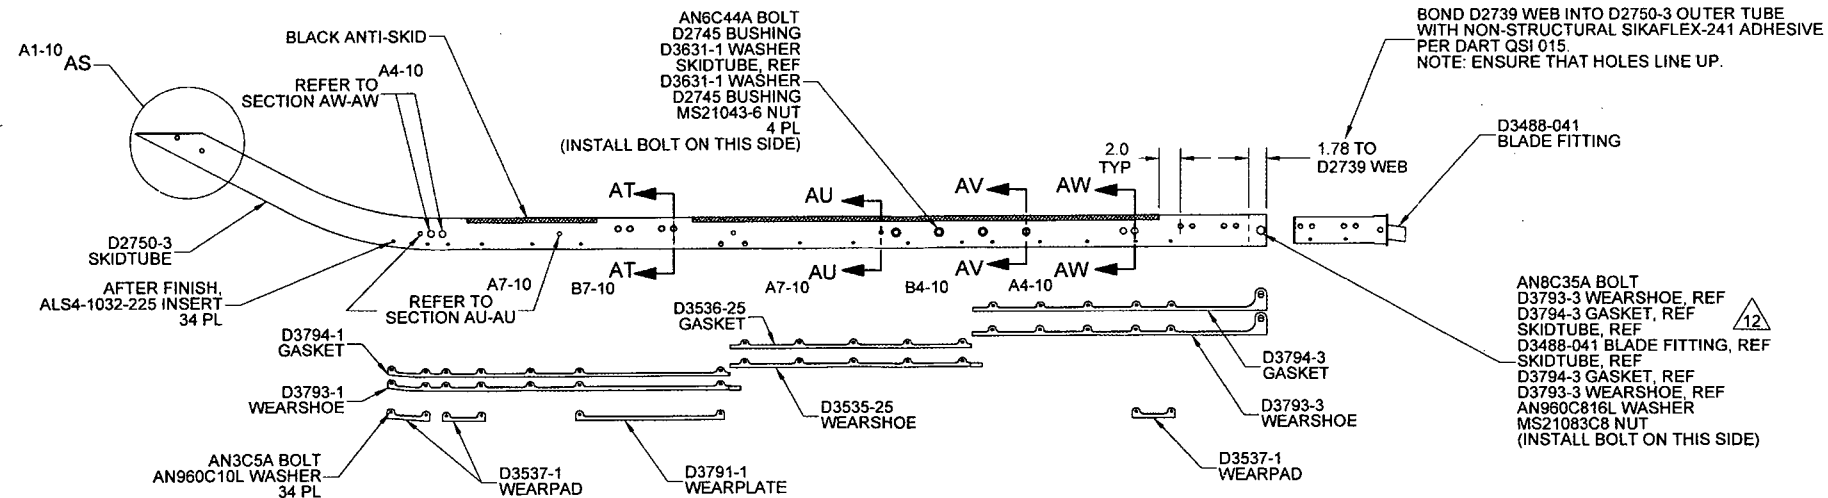 A1-10
AS
BLACK ANTI-SKID
A4-10
REFER TO
SECTION AW-AW
AN6C44A BOLT
D2745 BUSHING
D3631-1 WASHER
SKIDTUBE, REF
D3631-1 WASHER
D2745 BUSHING
MS21043-6 NUT
4 PL
(INSTALL BOLT ON THIS SIDE)
BOND D2739 WEB INTO D2750-3 OUTER TUBE
WITH NON-STRUCTURAL SIKAFLEX-241 ADHESIVE
PER DART QSI 015.
NOTE: ENSURE THAT HOLES LINE UP.
D3488-041
BLADE FITTING
2.0
TYP
1.78 TO
D2739 WEB
AT
AU
AV
AW
D2750-3
SKIDTUBE
AFTER FINISH,
ALS4-1032-225 INSERT
34 PL
REFER TO
SECTION AU-AU
A7-10
B7-10
AT
A7-10
AU
B4-10
AV
A4-10
AW
D3794-1
GASKET
D3793-1
WEARSHOE
D3536-25
GASKET
D3535-25
WEARSHOE
D3794-3
GASKET
D3793-3
WEARSHOE
AN3C5A BOLT
AN960C10L WASHER
34 PL
D3537-1
WEARPAD
D3791-1
WEARPLATE
D3537-1
WEARPAD
AN8C35A BOLT
D3793-3 WEARSHOE, REF
D3794-3 GASKET, REF
SKIDTUBE, REF
D3488-041 BLADE FITTING, REF
SKIDTUBE, REF
D3794-3 GASKET, REF
D3793-3 WEARSHOE, REF
AN960C816L WASHER
MS21083C8 NUT
(INSTALL BOLT ON THIS SIDE)
12